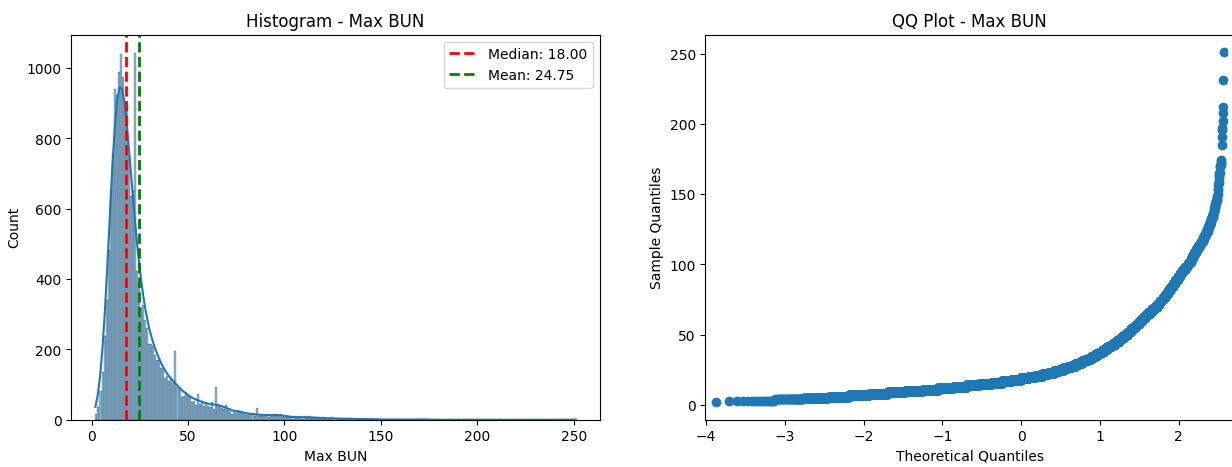 Histogram - Max BUN
Median: 18.00
Mean: 24.75
1000
800
600
400
200
0
Count
0 50 100 150 200 250
Max BUN
QQ Plot - Max BUN
250
200
150
100
50
0
Sample Quantiles
−4 −3 −2 −1 0 1 2
Theoretical Quantiles